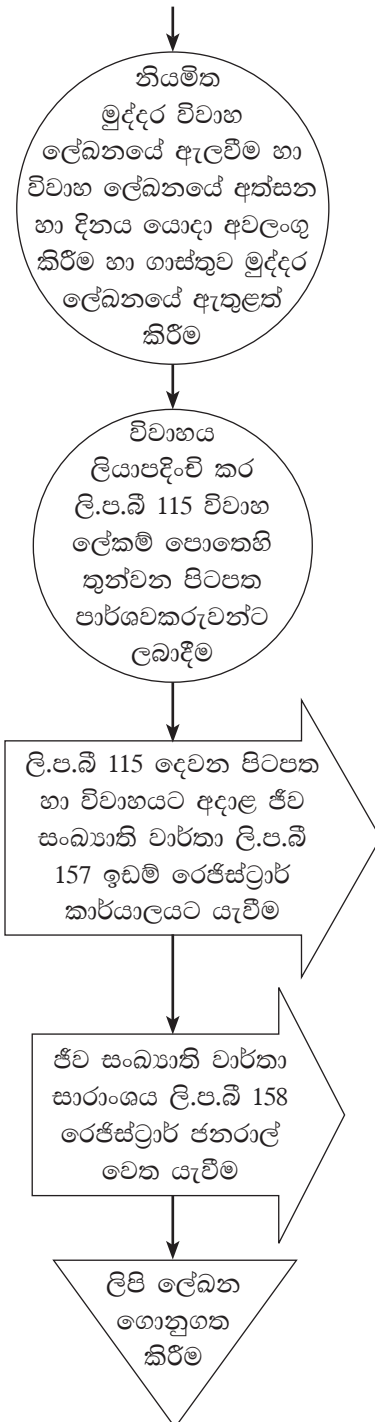 නියමිත
මුද්දර විවාහ
ලේඛනයේ ඇලවීම හා
විවාහ ලේඛනයේ අත්සන
හා දිනය යොදා අවලංගු
කිරීම හා ගාස්තුව මුද්දර
ලේඛනයේ ඇතුළත්
කිරීම
විවාහය
ලියාපදිංචි කර
ලි.ප.බී 115 විවාහ
ලේකම් පොතෙහි
තුන්වන පිටපත
පාර්ශවකරුවන්ට
ලබාදීම
ලි.ප.බී 115 දෙවන පිටපත
හා විවාහයට අදාළ ජීව
සංඛ්‍යාති වාර්තා ලි.ප.බී
157 ඉඩම් රෙජිස්ට්‍රාර්
කාර්යාලයට යැවීම
ජීව සංඛ්‍යාති වාර්තා
සාරාංශය ලි.ප.බී 158
රෙජිස්ට්‍රාර් ජනරාල්
වෙත යැවීම
ලිපි ලේඛන
ගොනුගත
කිරීම